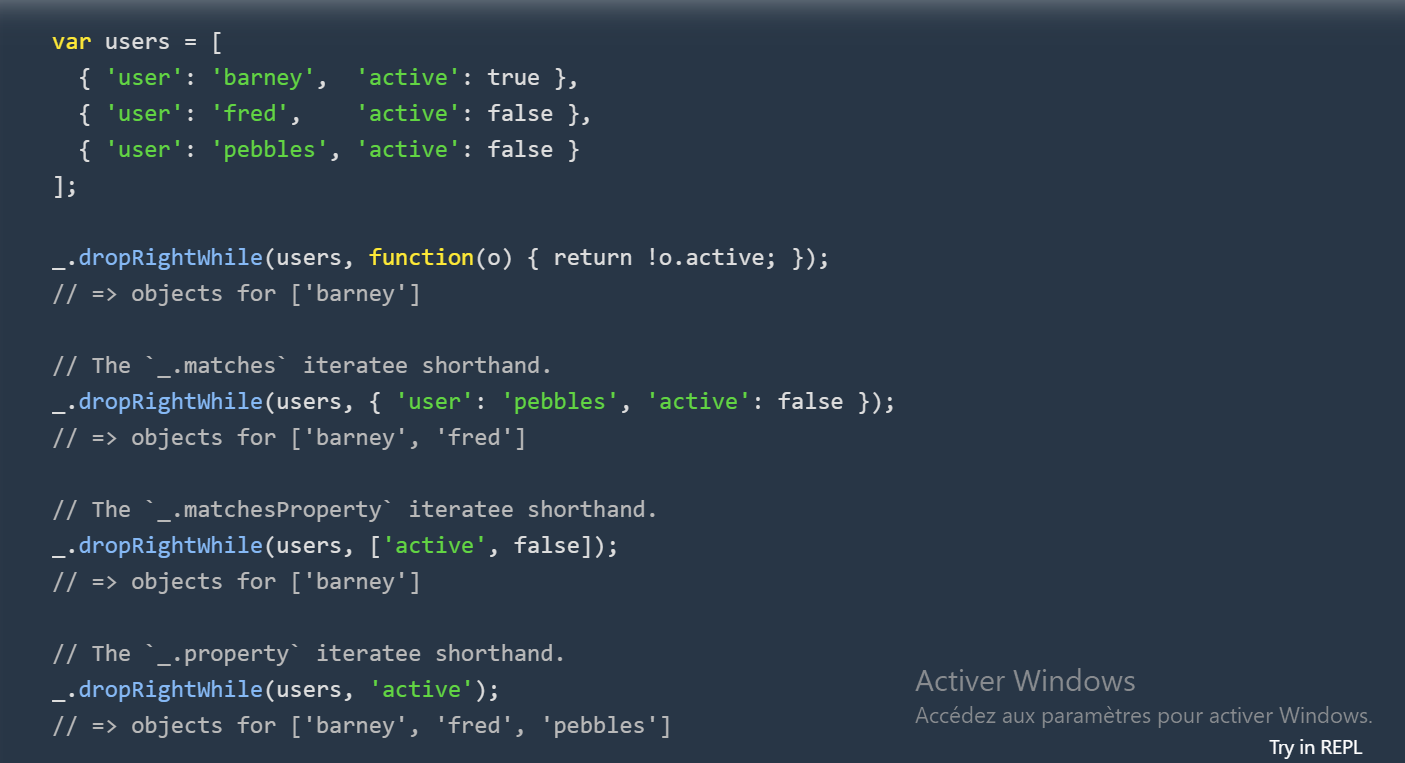 var users = [
  { 'user': 'barney',  'active': true },
  { 'user': 'fred',    'active': false },
  { 'user': 'pebbles', 'active': false }
];

_.dropRightWhile(users, function(o) { return !o.active; });
// => objects for ['barney']

// The `_.matches` iteratee shorthand.
_.dropRightWhile(users, { 'user': 'pebbles', 'active': false });
// => objects for ['barney', 'fred']

// The `_.matchesProperty` iteratee shorthand.
_.dropRightWhile(users, ['active', false]);
// => objects for ['barney']

// The `_.property` iteratee shorthand.
_.dropRightWhile(users, 'active');
// => objects for ['barney', 'fred', 'pebbles']
Activer Windows
Accédez aux paramètres pour activer Windows.
Try in REPL